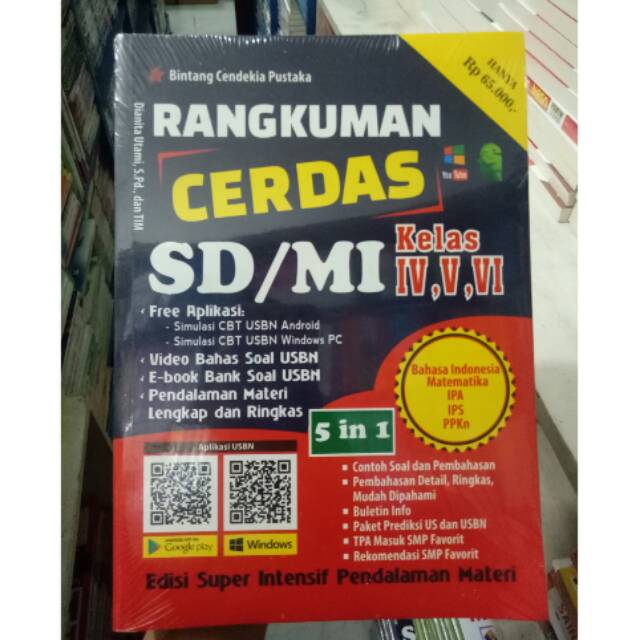 Bintang Cendekia Pustaka
HANYA
Rp 65.000,-
Dianita Utami, S.Pd., dan TIM
RANGKUMAN
CERDAS
You Tube
SD/MI
Kelas
IV,V,VI
Free Aplikasi:
- Simulasi CBT USBN Android
- Simulasi CBT USBN Windows PC
Video Bahas Soal USBN
E-book Bank Soal USBN
Pendalaman Materi
Lengkap dan Ringkas
Bahasa Indonesia
Matematika
IPA
IPS
PPKn
5 in 1
Aplikasi USBN
Google play
Windows
Contoh Soal dan Pembahasan
Pembahasan Detail, Ringkas,
Mudah Dipahami
Buletin Info
Paket Prediksi US dan USBN
TPA Masuk SMP Favorit
Rekomendasi SMP Favorit
Edisi Super Intensif Pendalaman Materi